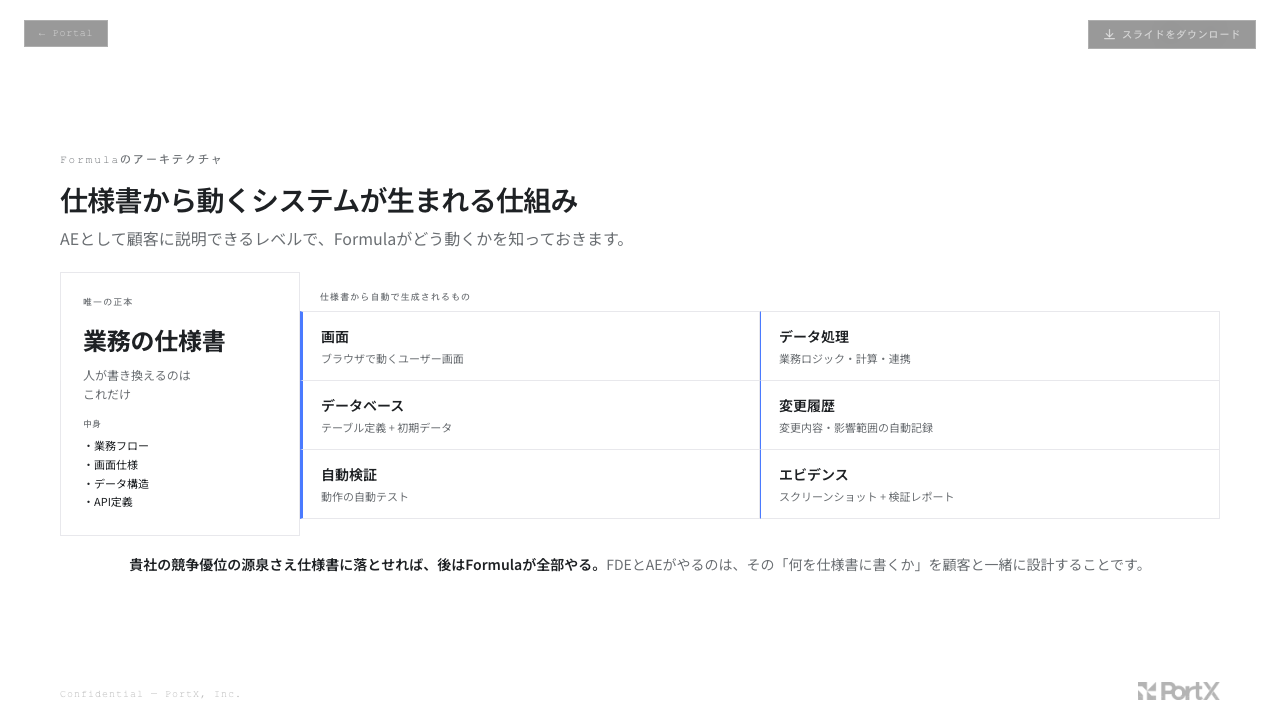 ← Portal
スライドをダウンロード
Formulaのアーキテクチャ
仕様書から動くシステムが生まれる仕組み
AEとして顧客に説明できるレベルで、Formulaがどう動くかを知っておきます。
唯一の正本
業務の仕様書
人が書き換えるのは
これだけ
中身
・業務フロー
・画面仕様
・データ構造
・API定義
仕様書から自動で生成されるもの
画面
ブラウザで動くユーザー画面
データ処理
業務ロジック・計算・連携
データベース
テーブル定義 + 初期データ
変更履歴
変更内容・影響範囲の自動記録
自動検証
動作の自動テスト
エビデンス
スクリーンショット + 検証レポート
貴社の競争優位の源泉さえ仕様書に落とせれば、後はFormulaが全部やる。FDEとAEがやるのは、その「何を仕様書に書くか」を顧客と一緒に設計することです。
Confidential — PortX, Inc.
PortX